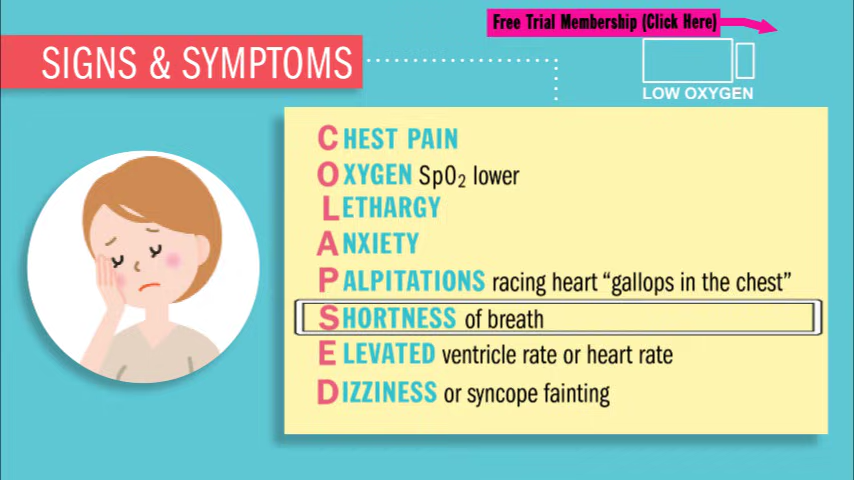 Free Trial Membership (Click Here)
SIGNS & SYMPTOMS
LOW OXYGEN
CHEST PAIN
OXYGEN SpO₂ lower
LETHARGY
ANXIETY
PALPITATIONS racing heart “gallops in the chest”
SHORTNESS of breath
ELEVATED ventricle rate or heart rate
DIZZINESS or syncope fainting